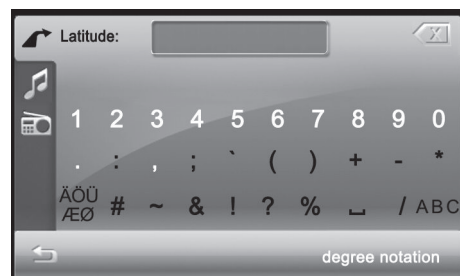 Latitude:
1 2 3 4 5 6 7 8 9 0
. : , ; ` ( ) + - *
ÄÖÜ
ÆØ # ~ & ! ? % ⎵ / ABC
degree notation